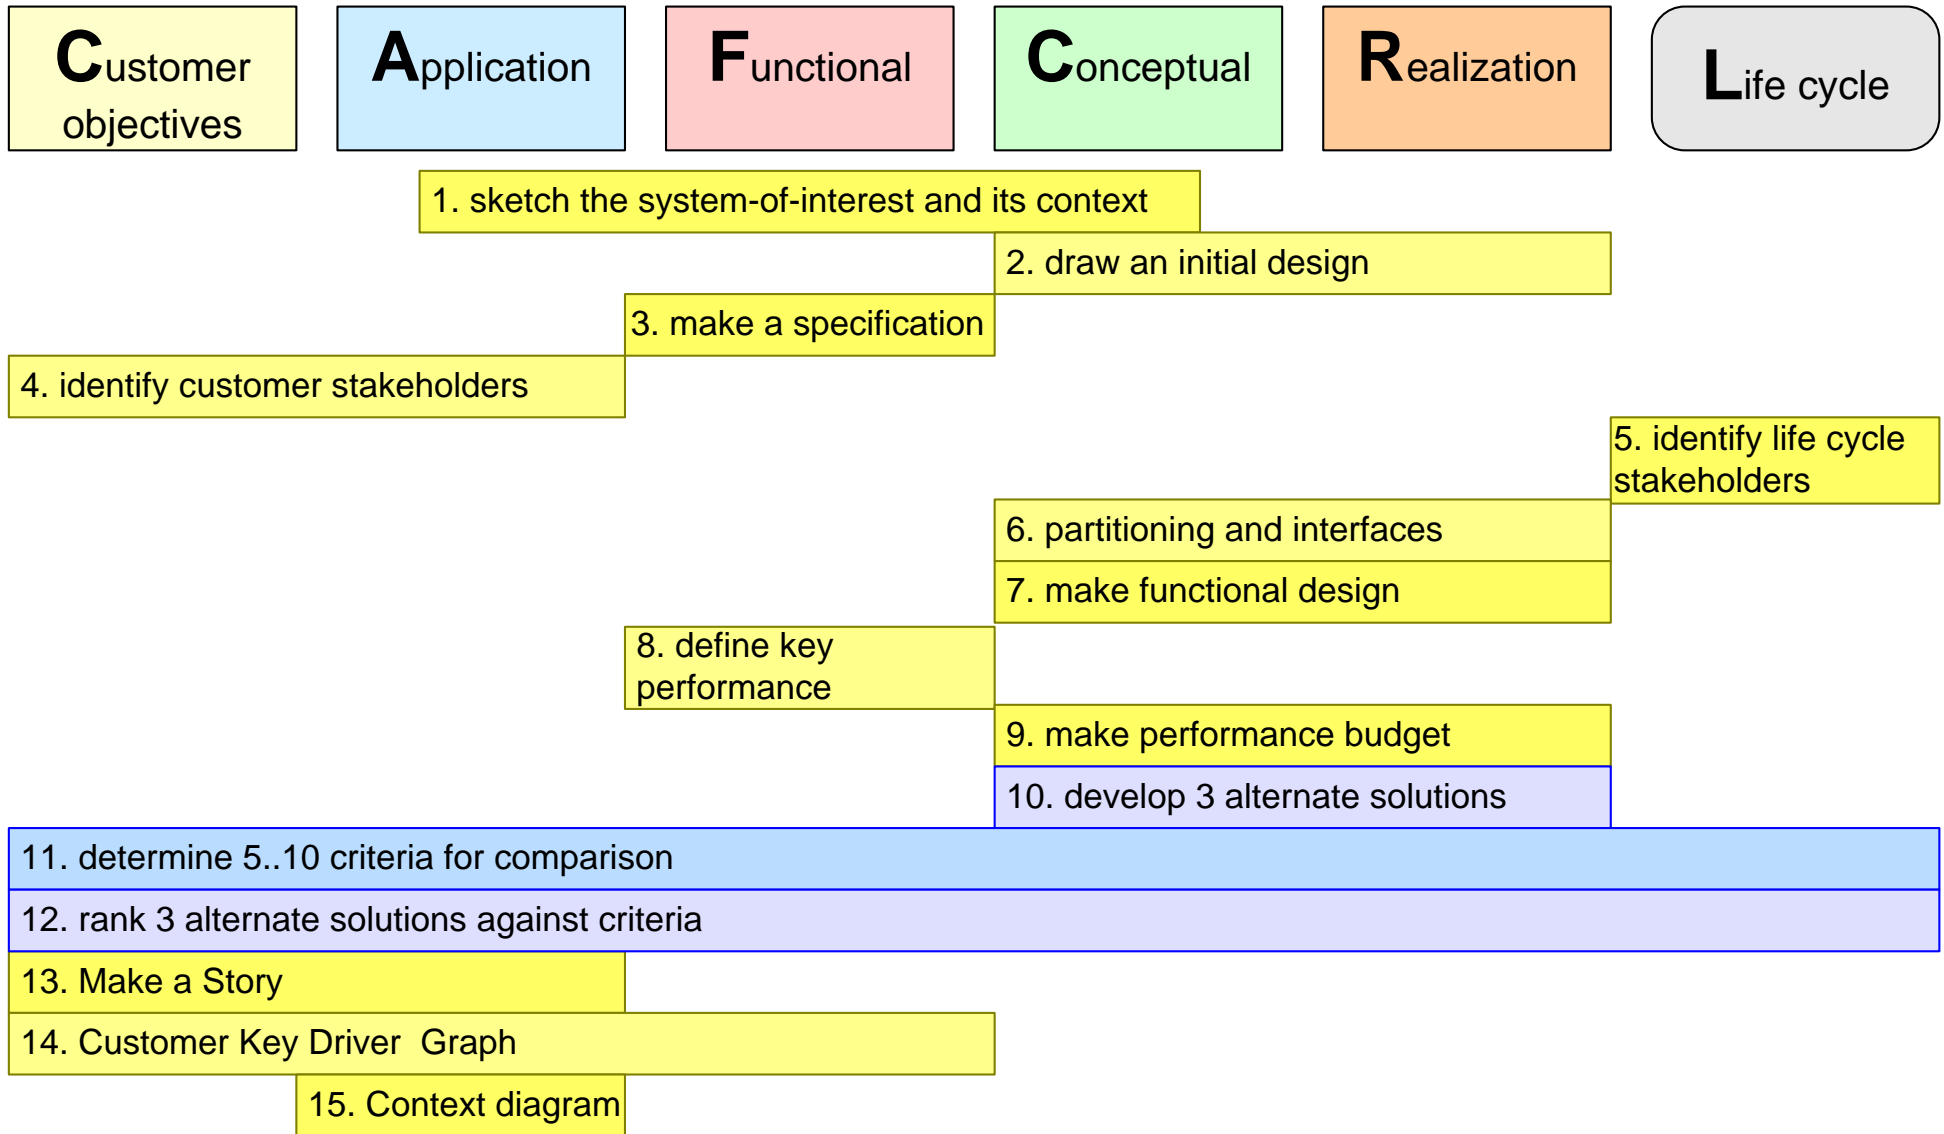 Customer
objectives
Application
Functional
Conceptual
Realization
Life cycle
1. sketch the system-of-interest and its context
2. draw an initial design
3. make a specification
4. identify customer stakeholders
5. identify life cycle
stakeholders
6. partitioning and interfaces
7. make functional design
8. define key
performance
9. make performance budget
10. develop 3 alternate solutions
11. determine 5..10 criteria for comparison
12. rank 3 alternate solutions against criteria
13. Make a Story
14. Customer Key Driver  Graph
15. Context diagram